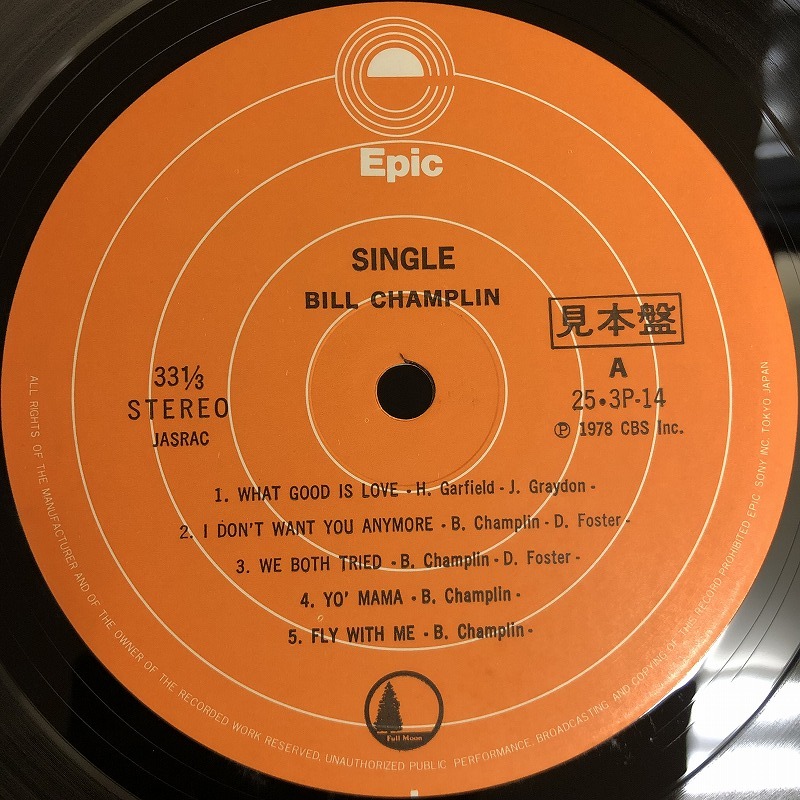 Epic
SINGLE
BILL CHAMPLIN
見本盤
33⅓
STEREO
JASRAC
A
25•3P-14
Ⓟ 1978 CBS Inc.
1. WHAT GOOD IS LOVE - H. Garfield - J. Graydon -
2. I DON'T WANT YOU ANYMORE - B. Champlin - D. Foster -
3. WE BOTH TRIED - B. Champlin - D. Foster -
4. YO' MAMA - B. Champlin -
5. FLY WITH ME - B. Champlin -
Full Moon
ALL RIGHTS OF THE MANUFACTURER AND OF THE OWNER OF THE RECORDED WORK RESERVED. UNAUTHORIZED PUBLIC PERFORMANCE, BROADCASTING AND COPYING OF THIS RECORD PROHIBITED EPIC SONY INC. TOKYO JAPAN